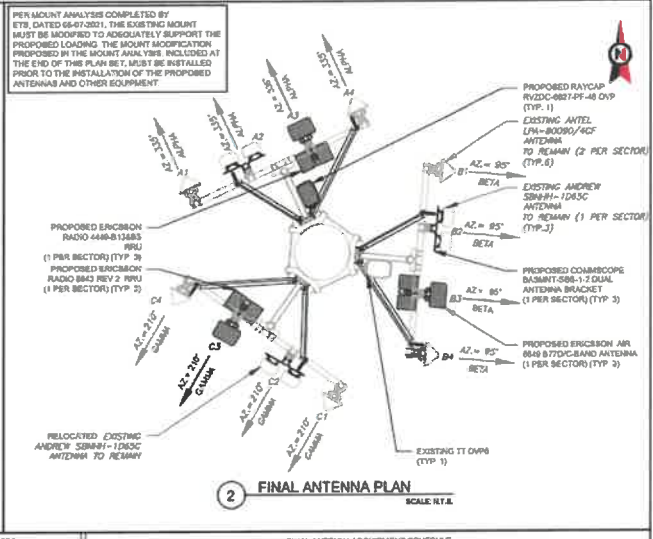 PER MOUNT ANALYSIS COMPLETED BY
ETS, DATED 05-07-2021, THE EXISTING MOUNT
MUST BE MODIFIED TO ADEQUATELY SUPPORT THE
PROPOSED LOADING. THE MOUNT MODIFICATION
PROPOSED IN THE MOUNT ANALYSIS, INCLUDED AT
THE END OF THIS PLAN SET, MUST BE INSTALLED
PRIOR TO THE INSTALLATION OF THE PROPOSED
ANTENNAS AND OTHER EQUIPMENT.
N
AZ.= 335°
ALPHA
A1
AZ.= 335°
ALPHA
A2
AZ.= 335°
ALPHA
A3
AZ.= 335°
ALPHA
A4
PROPOSED RAYCAP
RVZDC-6627-PF-48 OVP
(TYP. 1)
EXISTING ANTEL
LPA-80090/4CF
ANTENNA
TO REMAIN (2 PER SECTOR)
(TYP.6)
B1
AZ.= 95°
BETA
EXISTING ANDREW
SBNHH-1D65C
ANTENNA
TO REMAIN (1 PER SECTOR)
(TYP.3)
B2
AZ.= 95°
BETA
PROPOSED COMMSCOPE
BASMNT-SBS-1-2 DUAL
ANTENNA BRACKET
(1 PER SECTOR) (TYP 3)
B3
AZ = 95°
BETA
PROPOSED ERICSSON AIR
6649 B77D/C-BAND ANTENNA
(1 PER SECTOR) (TYP 3)
B4
AZ.= 95°
BETA
PROPOSED ERICSSON
RADIO 4449-B13&B5
RRU
(1 PER SECTOR) (TYP 3)
PROPOSED ERICSSON
RADIO 8843 REV 2 RRU
(1 PER SECTOR) (TYP 3)
C4
AZ.= 210°
GAMMA
C3
AZ = 210°
GAMMA
C2
AZ.= 210°
GAMMA
C1
AZ.= 210°
GAMMA
RELOCATED EXISTING
ANDREW SBNHH-1D65C
ANTENNA TO REMAIN
EXISTING TT OVP6
(TYP 1)
2
FINAL ANTENNA PLAN
SCALE: N.T.S.